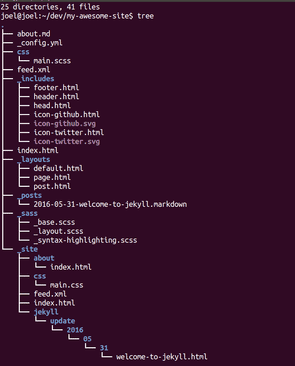 25 directories, 41 files
joel@joel:~/dev/my-awesome-site$ tree
.
├── about.md
├── _config.yml
├── css
│   └── main.scss
├── feed.xml
├── _includes
│   ├── footer.html
│   ├── header.html
│   ├── head.html
│   ├── icon-github.html
│   ├── icon-github.svg
│   ├── icon-twitter.html
│   └── icon-twitter.svg
├── index.html
├── _layouts
│   ├── default.html
│   ├── page.html
│   └── post.html
├── _posts
│   └── 2016-05-31-welcome-to-jekyll.markdown
├── _sass
│   ├── _base.scss
│   ├── _layout.scss
│   └── _syntax-highlighting.scss
└── _site
    ├── about
    │   └── index.html
    ├── css
    │   └── main.css
    ├── feed.xml
    ├── index.html
    └── jekyll
        └── update
            └── 2016
                └── 05
                    └── 31
                        └── welcome-to-jekyll.html